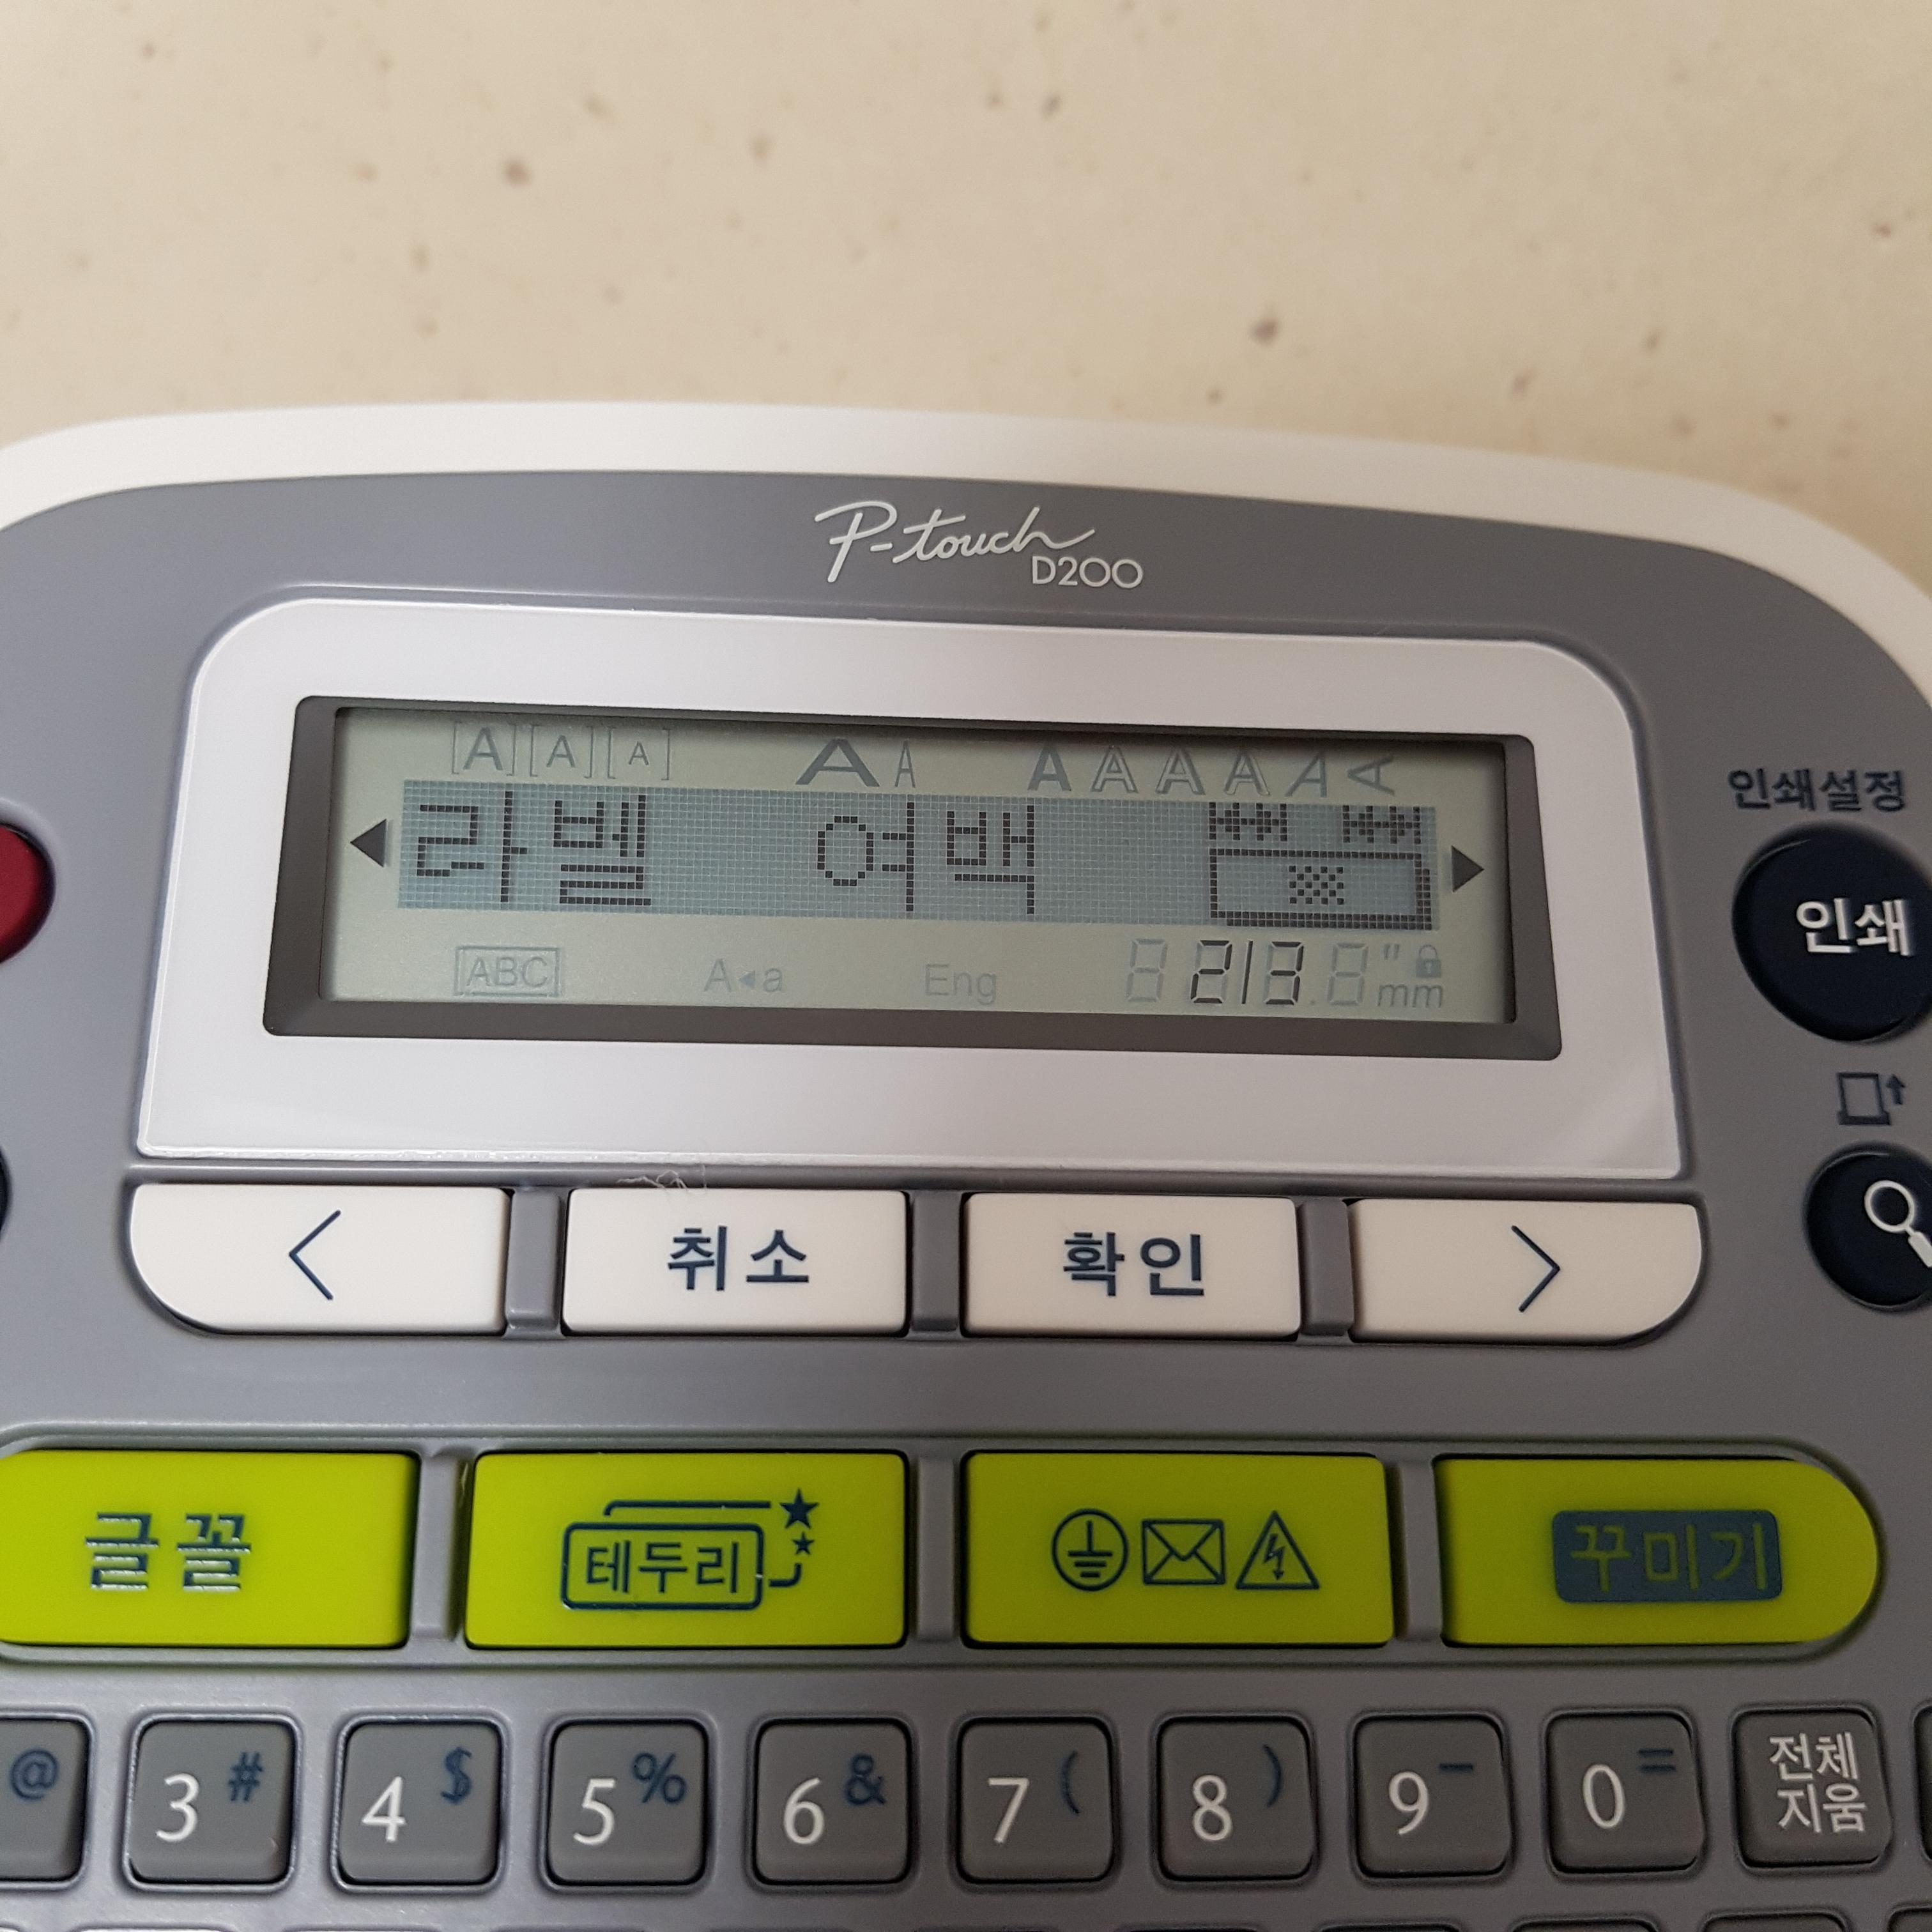 P-touch
D200
[A] [A] [A] A A A A A A A A
라벨 여백
ABC A◂a Eng 2/3 " mm
인쇄설정
인쇄
< 취소 확인 >
글꼴 테두리 꾸미기
@ 3 # 4 $ 5 % 6 & 7 ( 8 ) 9 - 0 = 전체
지움